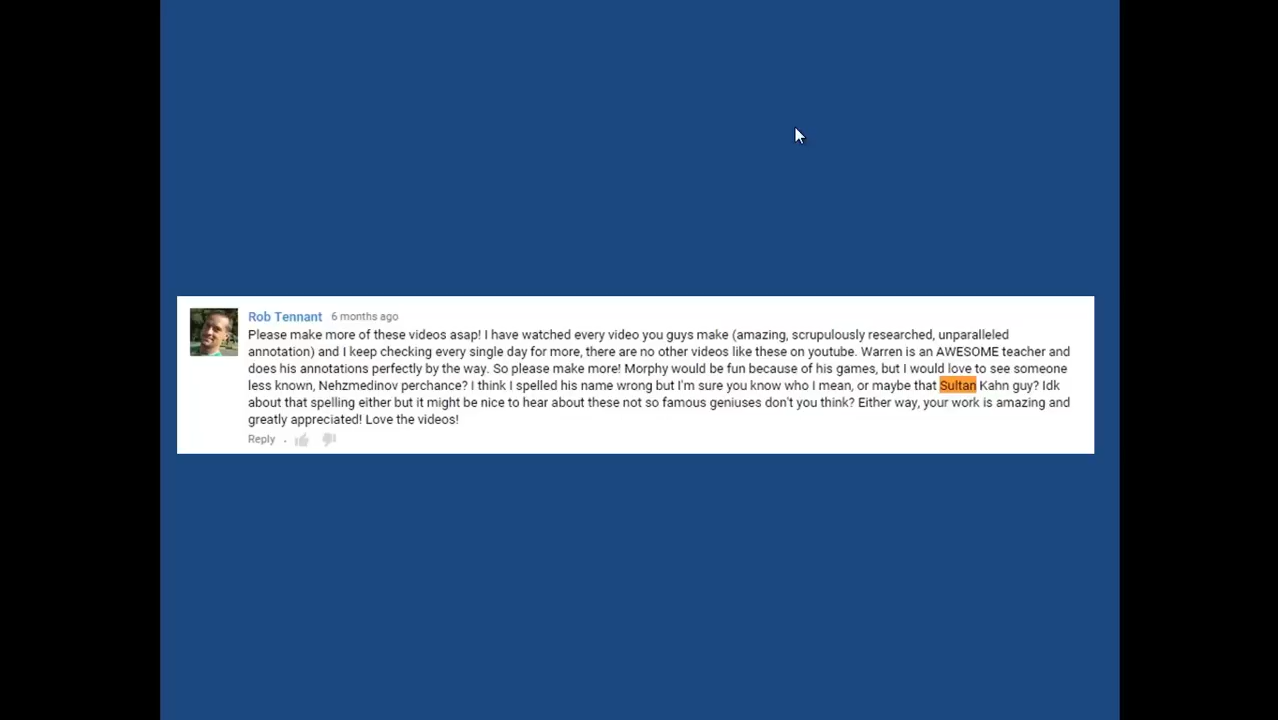 Rob Tennant 6 months ago
Please make more of these videos asap! I have watched every video you guys make (amazing, scrupulously researched, unparalleled
annotation) and I keep checking every single day for more, there are no other videos like these on youtube. Warren is an AWESOME teacher and
does his annotations perfectly by the way. So please make more! Morphy would be fun because of his games, but I would love to see someone
less known, Nehzmedinov perchance? I think I spelled his name wrong but I'm sure you know who I mean, or maybe that Sultan Kahn guy? Idk
about that spelling either but it might be nice to hear about these not so famous geniuses don't you think? Either way, your work is amazing and
greatly appreciated! Love the videos!
Reply .